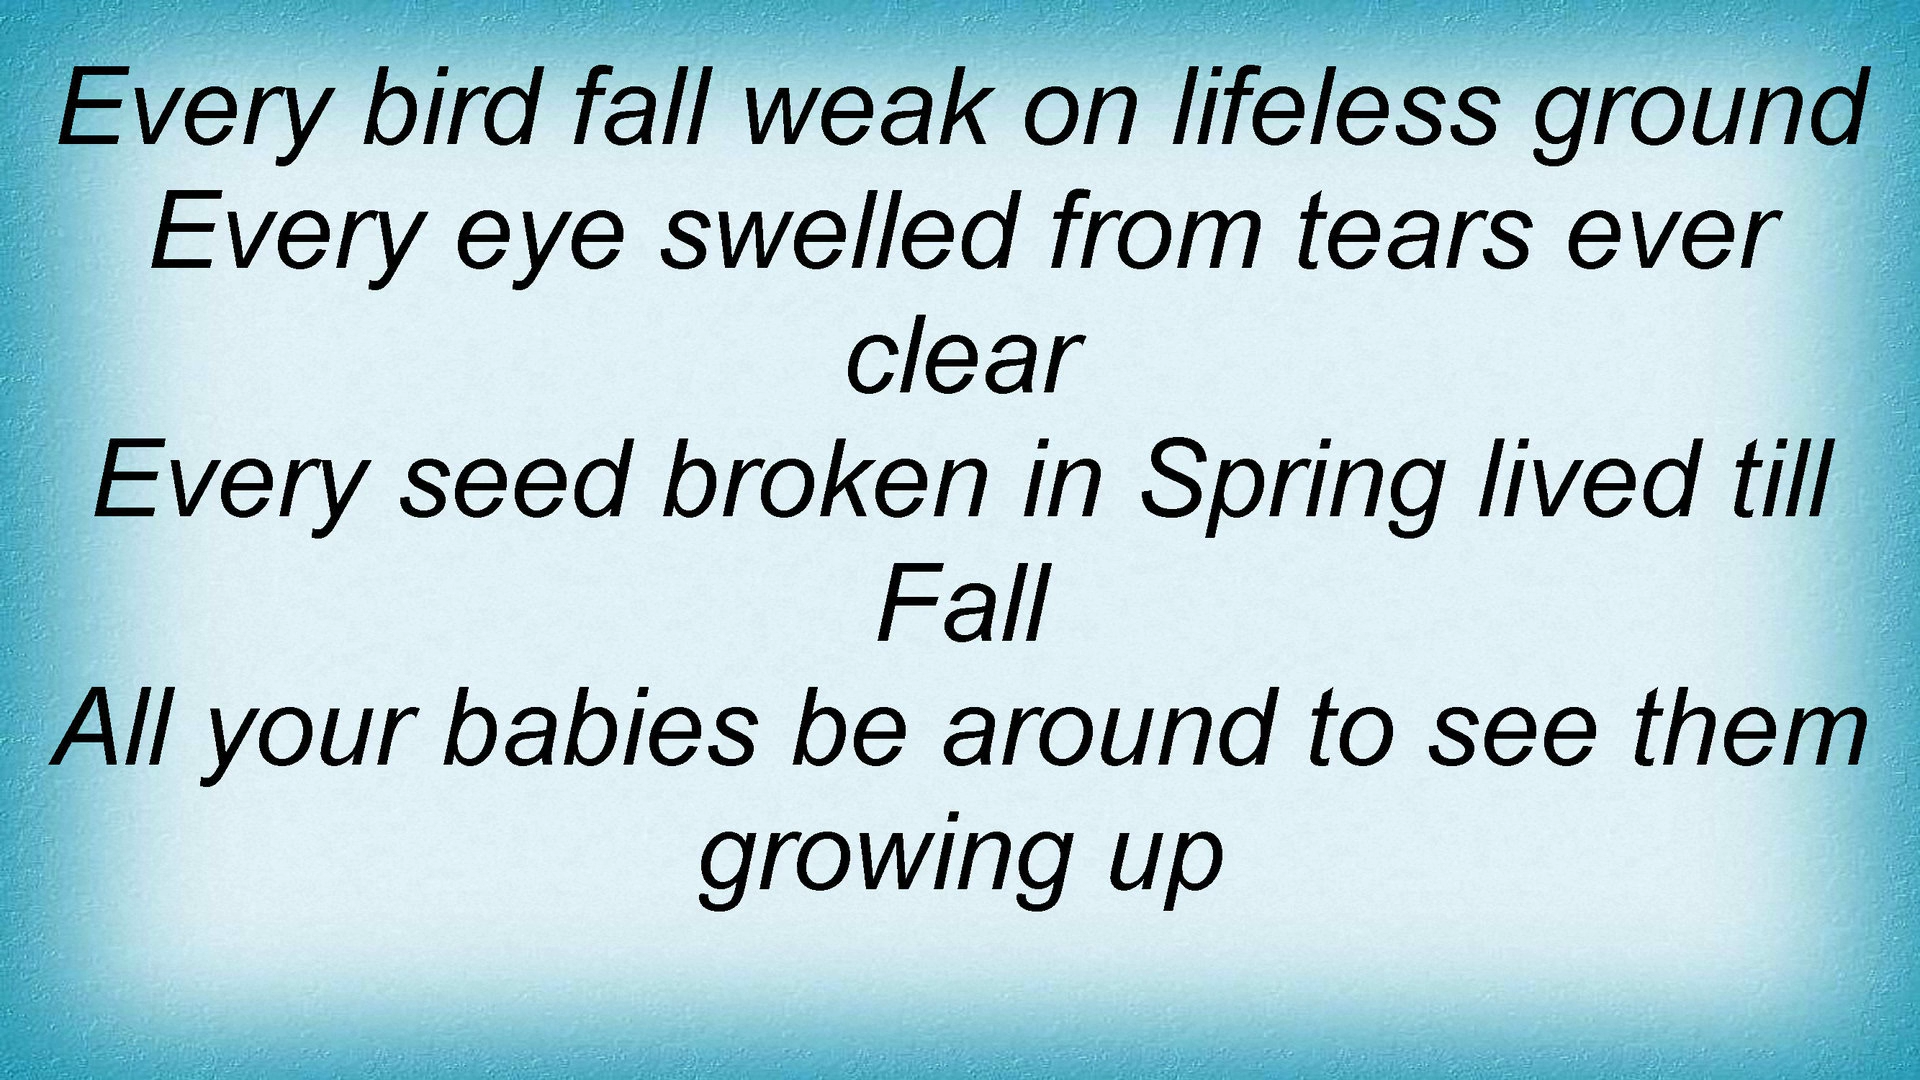 Every bird fall weak on lifeless ground
Every eye swelled from tears ever
clear
Every seed broken in Spring lived till
Fall
All your babies be around to see them
growing up